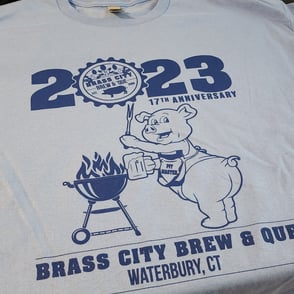 2023
BRASS CITY
BREW & QUE
17TH ANNIVERSARY
PIT
MASTER
BRASS CITY BREW & QUE
WATERBURY, CT